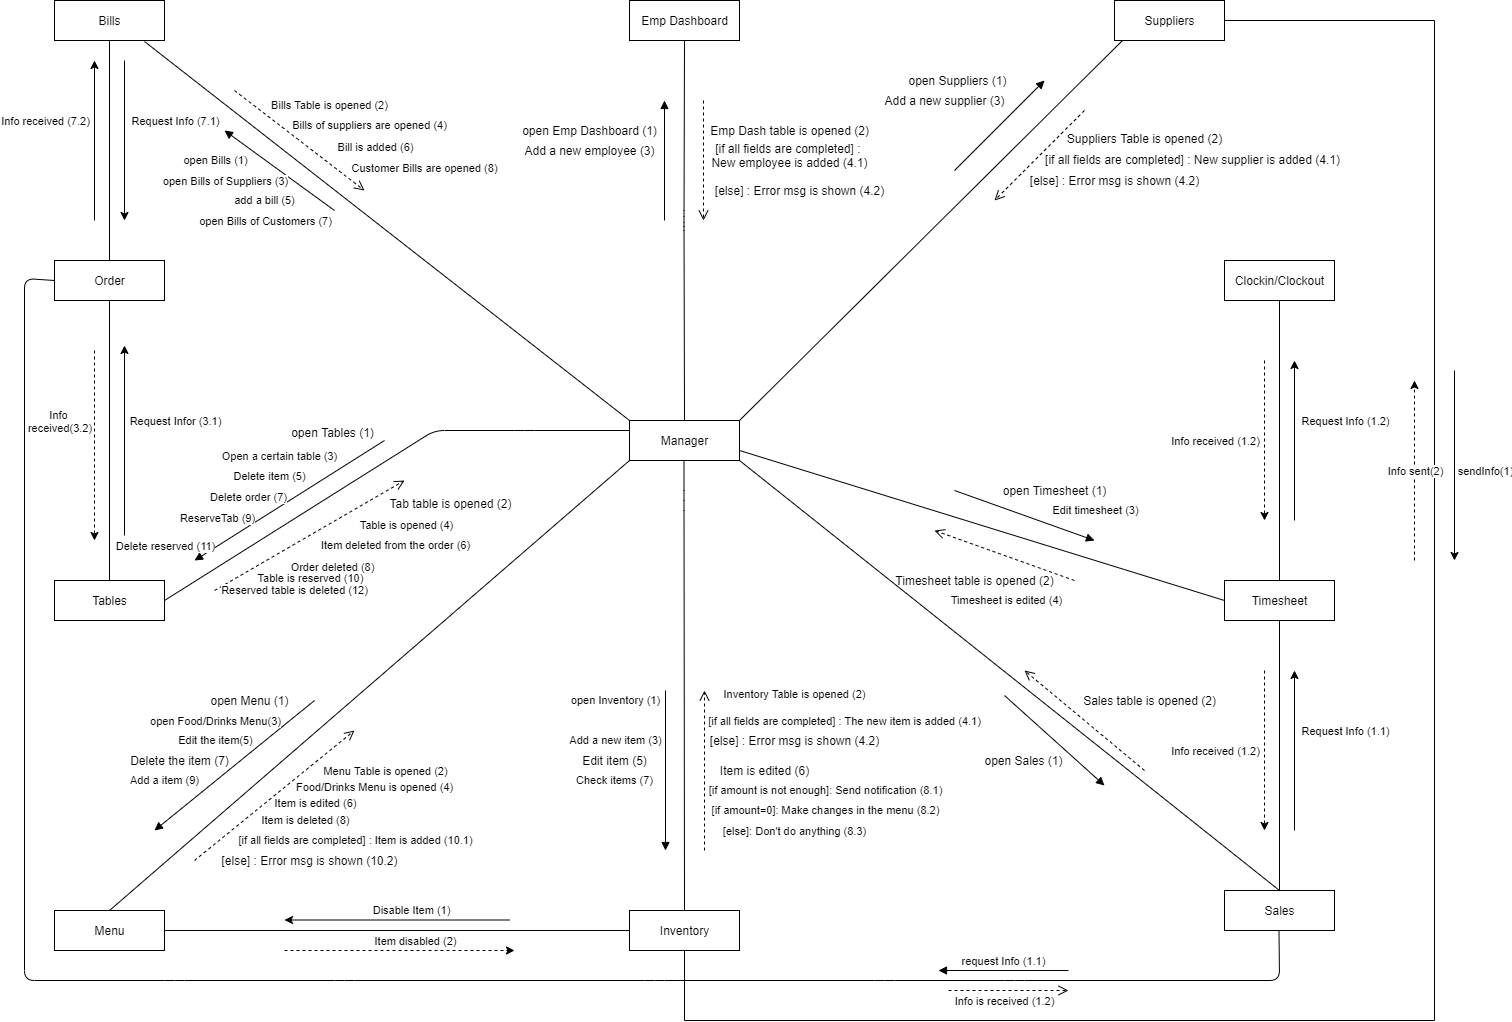 Bills
Emp Dashboard
Suppliers
Info received (7.2)
Request Info (7.1)
Bills Table is opened (2)
Bills of suppliers are opened (4)
Bill is added (6)
Customer Bills are opened (8)
open Bills (1)
open Bills of Suppliers (3)
add a bill (5)
open Bills of Customers (7)
open Emp Dashboard (1)
Add a new employee (3)
Emp Dash table is opened (2)
[if all fields are completed] :
New employee is added (4.1)
[else] : Error msg is shown (4.2)
open Suppliers (1)
Add a new supplier (3)
Suppliers Table is opened (2)
[if all fields are completed] : New supplier is added (4.1)
[else] : Error msg is shown (4.2)
Order
Clockin/Clockout
Info
received(3.2)
Request Infor (3.1)
open Tables (1)
Open a certain table (3)
Delete item (5)
Delete order (7)
ReserveTab (9)
Delete reserved (11)
Tab table is opened (2)
Table is opened (4)
Item deleted from the order (6)
Order deleted (8)
Table is reserved (10)
Reserved table is deleted (12)
Manager
Info received (1.2)
Request Info (1.2)
Info sent(2)
sendInfo(1)
open Timesheet (1)
Edit timesheet (3)
Timesheet table is opened (2)
Timesheet is edited (4)
Tables
Timesheet
open Menu (1)
open Food/Drinks Menu(3)
Edit the item(5)
Delete the item (7)
Add a item (9)
Menu Table is opened (2)
Food/Drinks Menu is opened (4)
Item is edited (6)
Item is deleted (8)
[if all fields are completed] : Item is added (10.1)
[else] : Error msg is shown (10.2)
open Inventory (1)
Add a new item (3)
Edit item (5)
Check items (7)
Inventory Table is opened (2)
[if all fields are completed] : The new item is added (4.1)
[else] : Error msg is shown (4.2)
Item is edited (6)
[if amount is not enough]: Send notification (8.1)
[if amount=0]: Make changes in the menu (8.2)
[else]: Don't do anything (8.3)
Sales table is opened (2)
open Sales (1)
Info received (1.2)
Request Info (1.1)
Menu
Disable Item (1)
Item disabled (2)
Inventory
Sales
request Info (1.1)
Info is received (1.2)